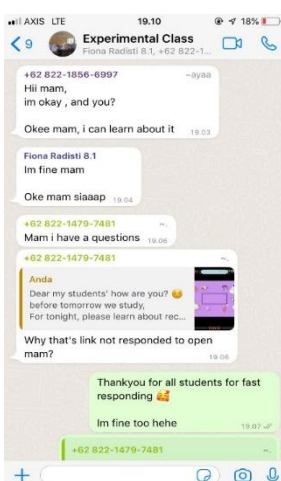 AXIS LTE 19.10 18%
9 Experimental Class
Fiona Radisti 8.1, +62 822-1...
+62 822-1856-6997 ~ayaa
Hii mam,
im okay , and you?
Okee mam, i can learn about it 19.03
Fiona Radisti 8.1
Im fine mam
Oke mam siaaap 19.04
+62 822-1479-7481 ~.
Mam i have a questions 19.06
+62 822-1479-7481 ~.
Anda
Dear my students' how are you? 😊
before tomorrow we study,
For tonight, please learn about rec...
Why that's link not responded to open
mam? 19.06
Thankyou for all students for fast
responding 🥰
Im fine too hehe 19.07
+62 822-1479-7481 ~.